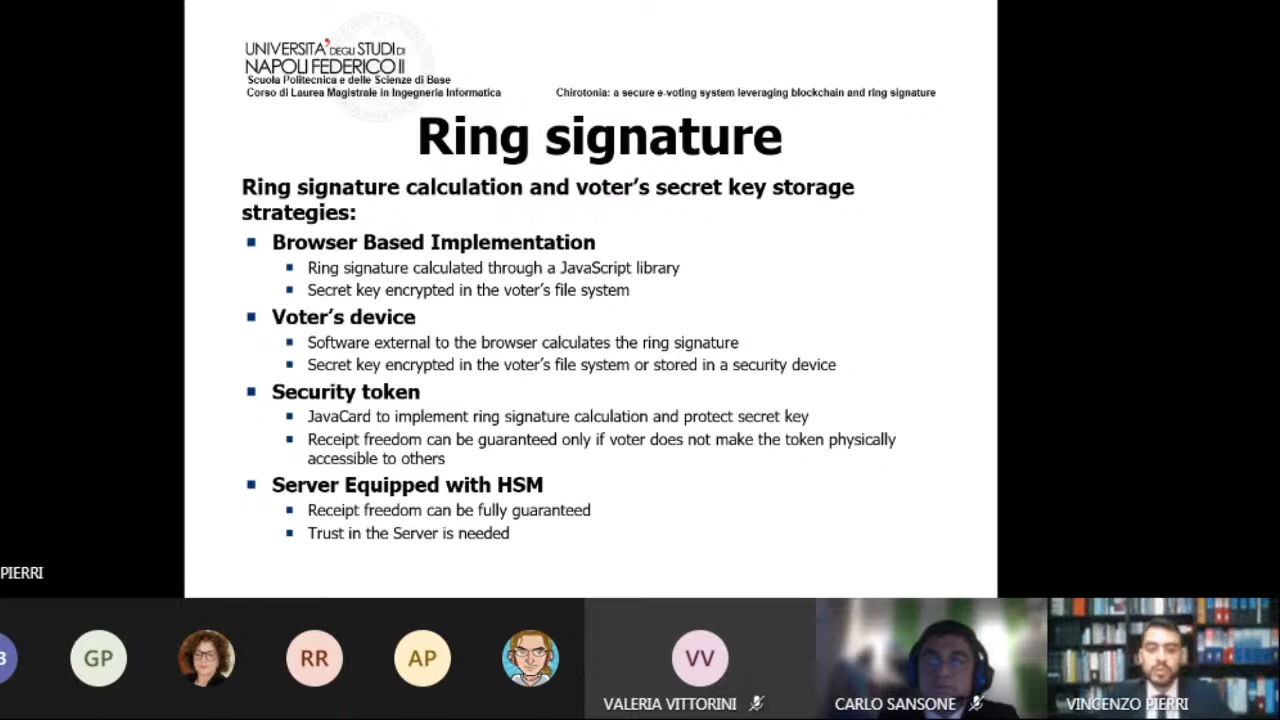 UNIVERSITA' DEGLI STUDI DI
NAPOLI FEDERICO II
Scuola Politecnica e delle Scienze di Base
Corso di Laurea Magistrale in Ingegneria Informatica
Chirotonia: a secure e-voting system leveraging blockchain and ring signature
Ring signature
Ring signature calculation and voter's secret key storage
strategies:
Browser Based Implementation
Ring signature calculated through a JavaScript library
Secret key encrypted in the voter's file system
Voter's device
Software external to the browser calculates the ring signature
Secret key encrypted in the voter's file system or stored in a security device
Security token
JavaCard to implement ring signature calculation and protect secret key
Receipt freedom can be guaranteed only if voter does not make the token physically
accessible to others
Server Equipped with HSM
Receipt freedom can be fully guaranteed
Trust in the Server is needed
PIERRI
GP
RR
AP
VV
VALERIA VITTORINI
CARLO SANSONE
VINCENZO PIERRI